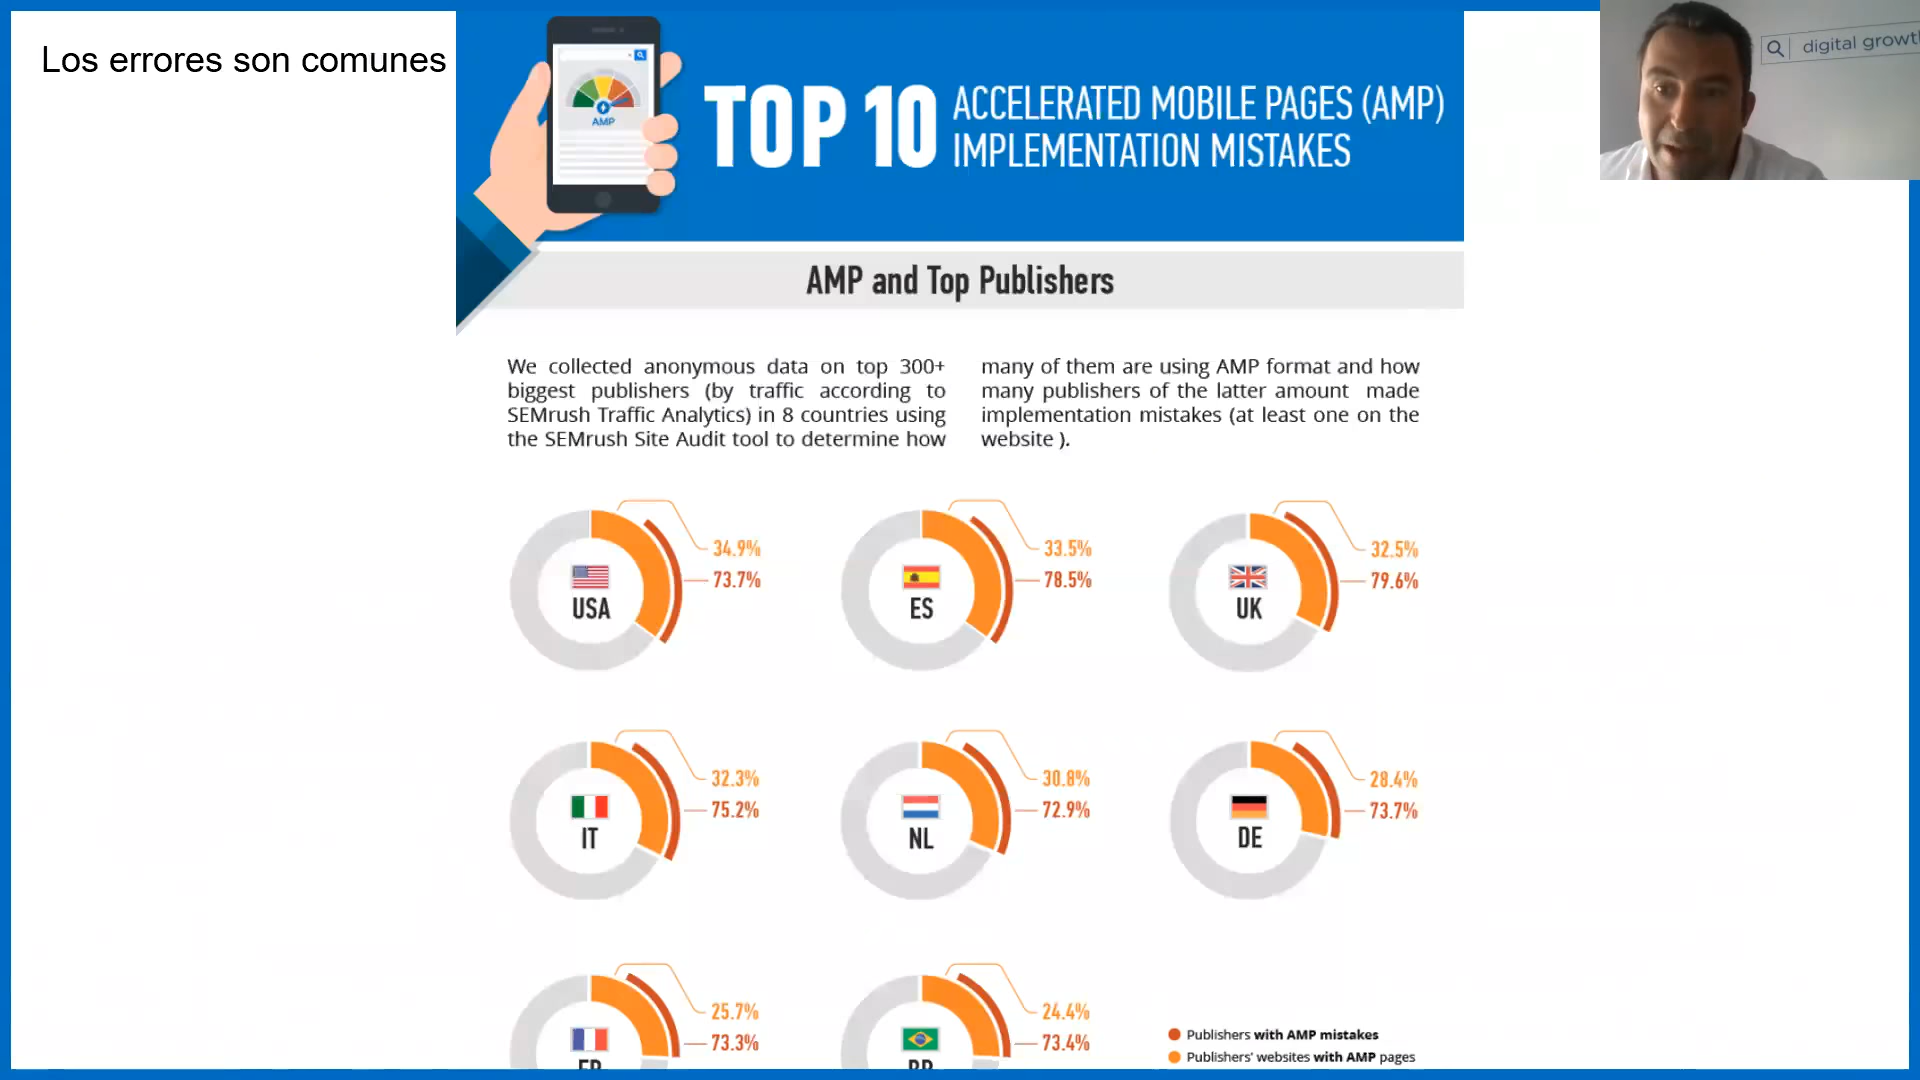 Los errores son comunes
digital growth
AMP
TOP 10
ACCELERATED MOBILE PAGES (AMP)
IMPLEMENTATION MISTAKES
AMP and Top Publishers
We collected anonymous data on top 300+
biggest publishers (by traffic according to
SEMrush Traffic Analytics) in 8 countries using
the SEMrush Site Audit tool to determine how
many of them are using AMP format and how
many publishers of the latter amount made
implementation mistakes (at least one on the
website ).
34.9%
73.7%
USA
33.5%
78.5%
ES
32.5%
79.6%
UK
32.3%
75.2%
IT
30.8%
72.9%
NL
28.4%
73.7%
DE
25.7%
73.3%
FR
24.4%
73.4%
BR
Publishers with AMP mistakes
Publishers' websites with AMP pages